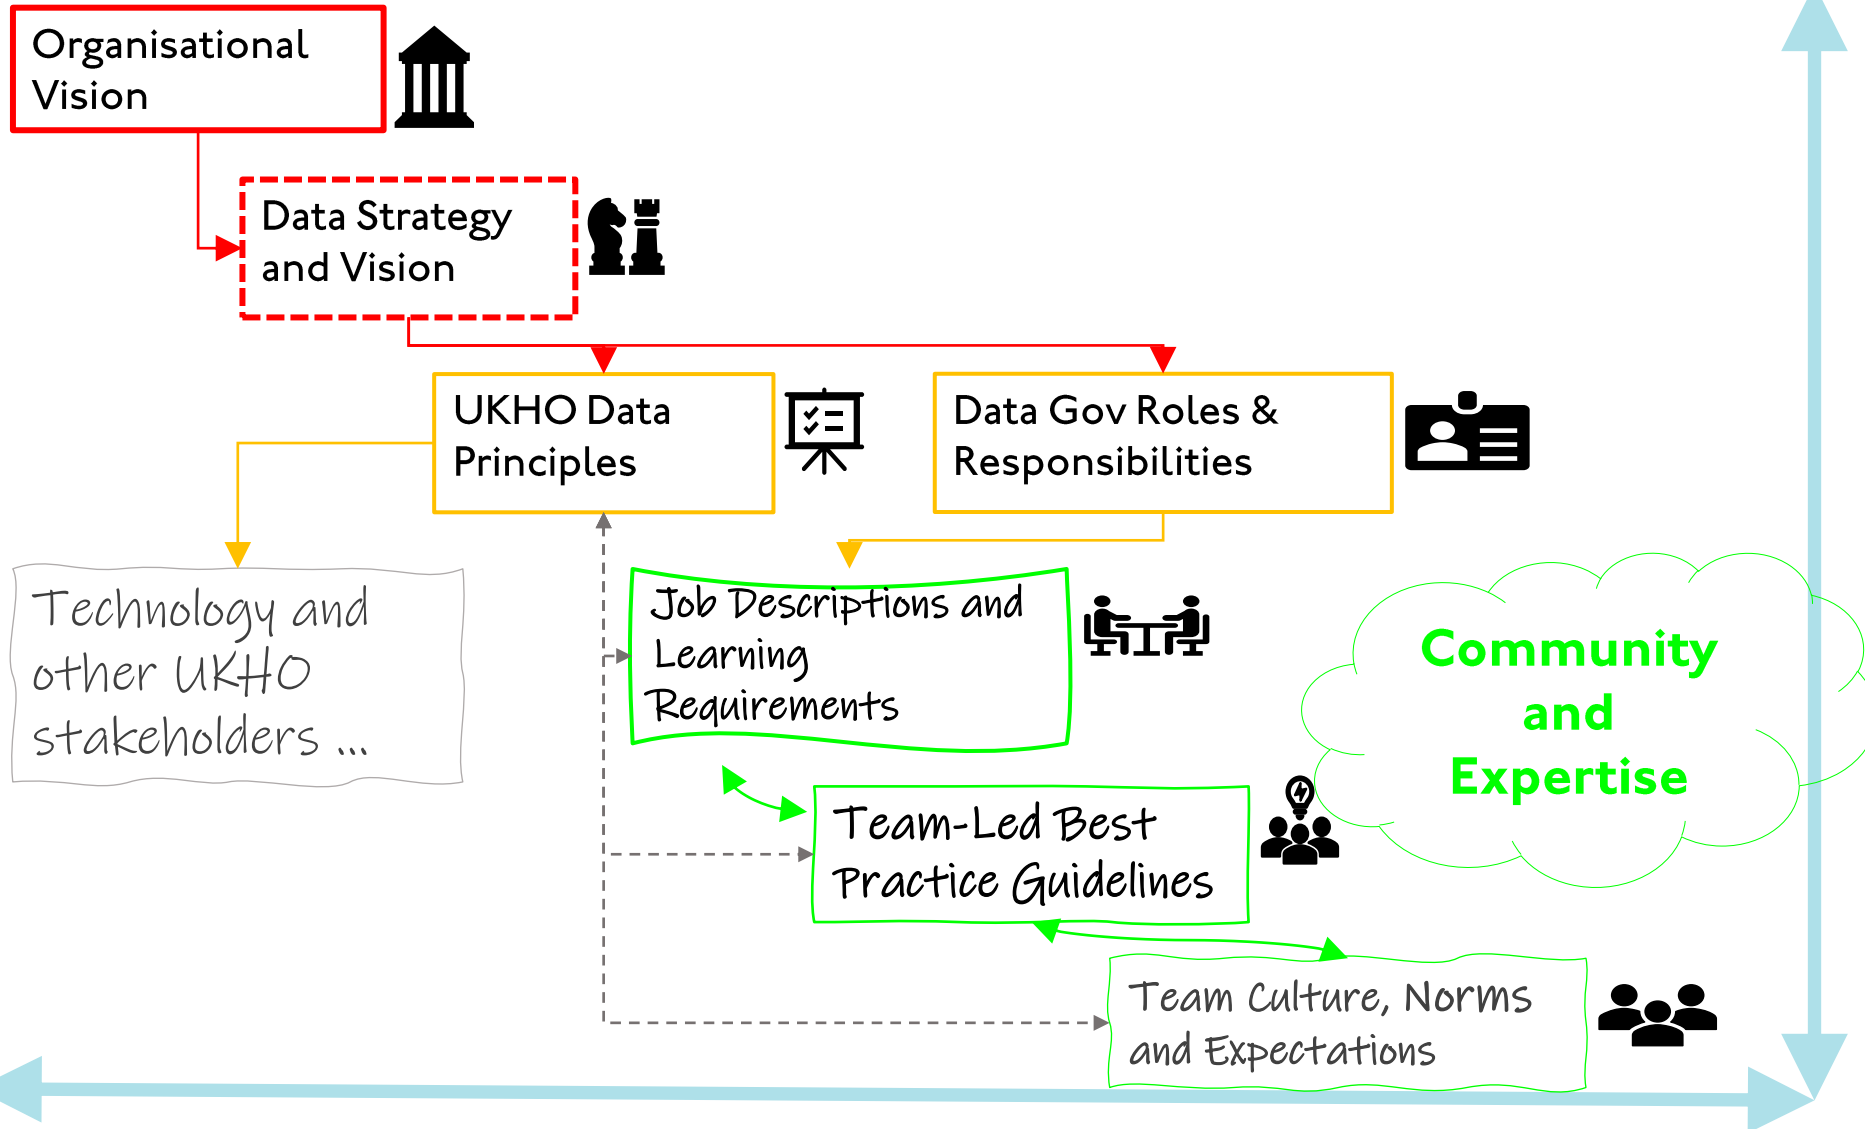 Organisational
Vision
Data Strategy
and Vision
UKHO Data
Principles
Data Gov Roles &
Responsibilities
Technology and
other UKHO
stakeholders ...
Job Descriptions and
Learning
Requirements
Community
and
Expertise
Team-Led Best
Practice Guidelines
Team Culture, Norms
and Expectations